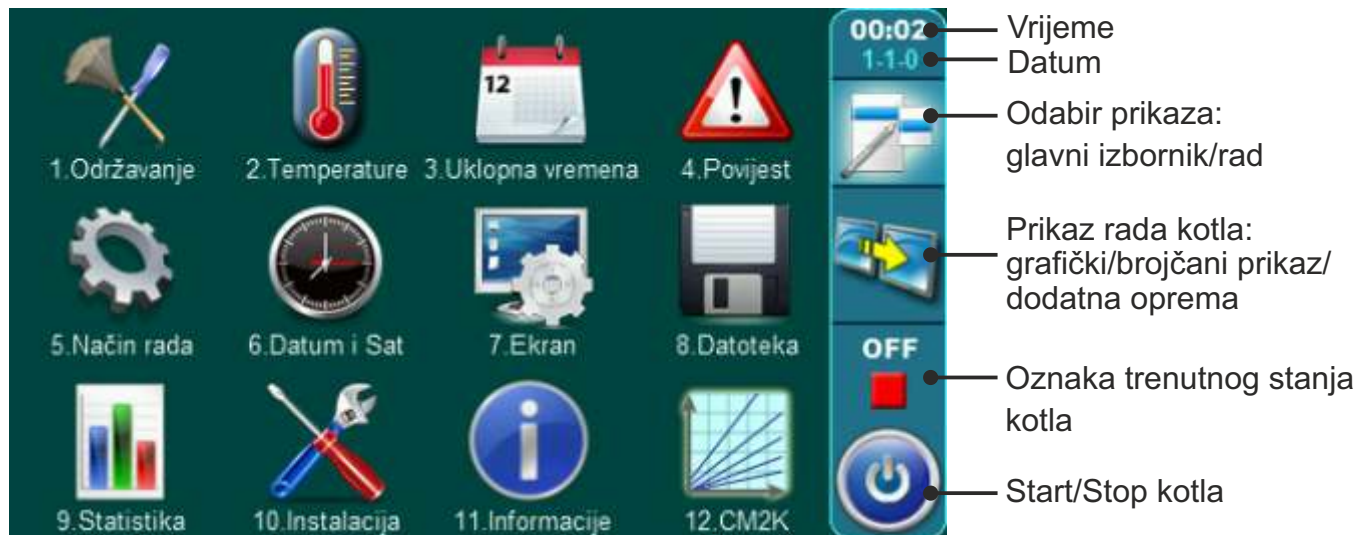 12
1.Održavanje
2.Temperature
3.Uklopna vremena
4.Povijest
5.Način rada
6.Datum i Sat
7.Ekran
8.Datoteka
9.Statistika
10.Instalacija
11.Informacije
12.CM2K
00:02
1-1-0
OFF
Vrijeme
Datum
Odabir prikaza:
glavni izbornik/rad
Prikaz rada kotla:
grafički/brojčani prikaz/
dodatna oprema
Oznaka trenutnog stanja
kotla
Start/Stop kotla